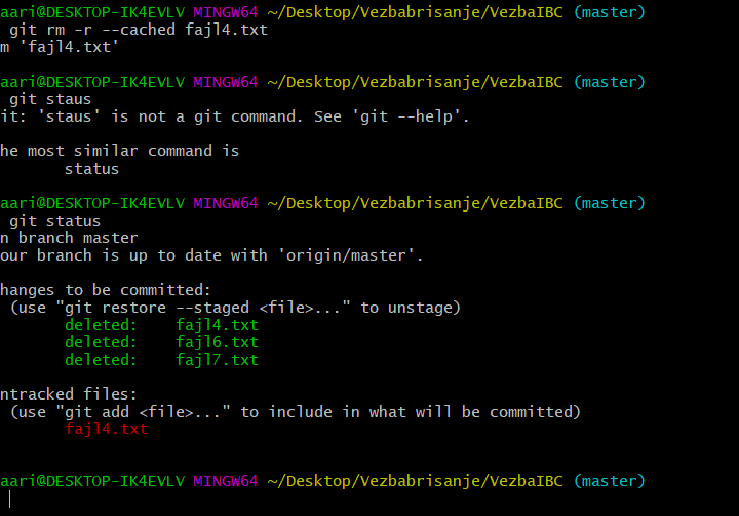 aari@DESKTOP-IK4EVLV MINGW64 ~/Desktop/Vezbabrisanje/VezbaIBC (master)
git rm -r --cached fajl4.txt
m 'fajl4.txt'
aari@DESKTOP-IK4EVLV MINGW64 ~/Desktop/Vezbabrisanje/VezbaIBC (master)
git staus
it: 'staus' is not a git command. See 'git --help'.
he most similar command is
status
aari@DESKTOP-IK4EVLV MINGW64 ~/Desktop/Vezbabrisanje/VezbaIBC (master)
git status
n branch master
our branch is up to date with 'origin/master'.
hanges to be committed:
(use "git restore --staged <file>..." to unstage)
deleted: fajl4.txt
deleted: fajl6.txt
deleted: fajl7.txt
ntracked files:
(use "git add <file>..." to include in what will be committed)
fajl4.txt
aari@DESKTOP-IK4EVLV MINGW64 ~/Desktop/Vezbabrisanje/VezbaIBC (master)